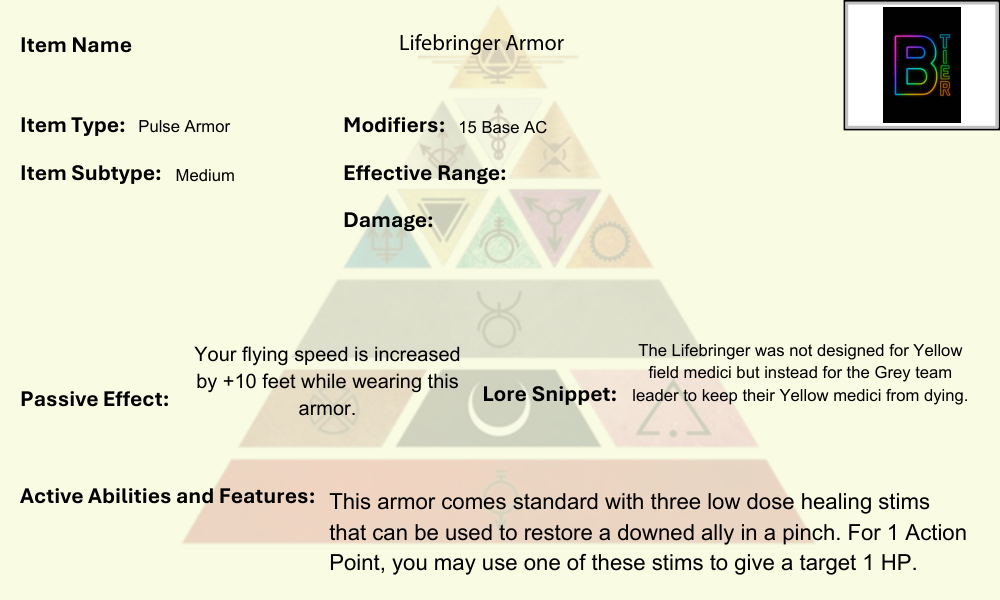 Item Name
Lifebringer Armor
B TIER
Item Type: Pulse Armor
Modifiers: 15 Base AC
Item Subtype: Medium
Effective Range:
Damage:
Passive Effect:
Your flying speed is increased
by +10 feet while wearing this
armor.
Lore Snippet:
The Lifebringer was not designed for Yellow
field medici but instead for the Grey team
leader to keep their Yellow medici from dying.
Active Abilities and Features:
This armor comes standard with three low dose healing stims
that can be used to restore a downed ally in a pinch. For 1 Action
Point, you may use one of these stims to give a target 1 HP.